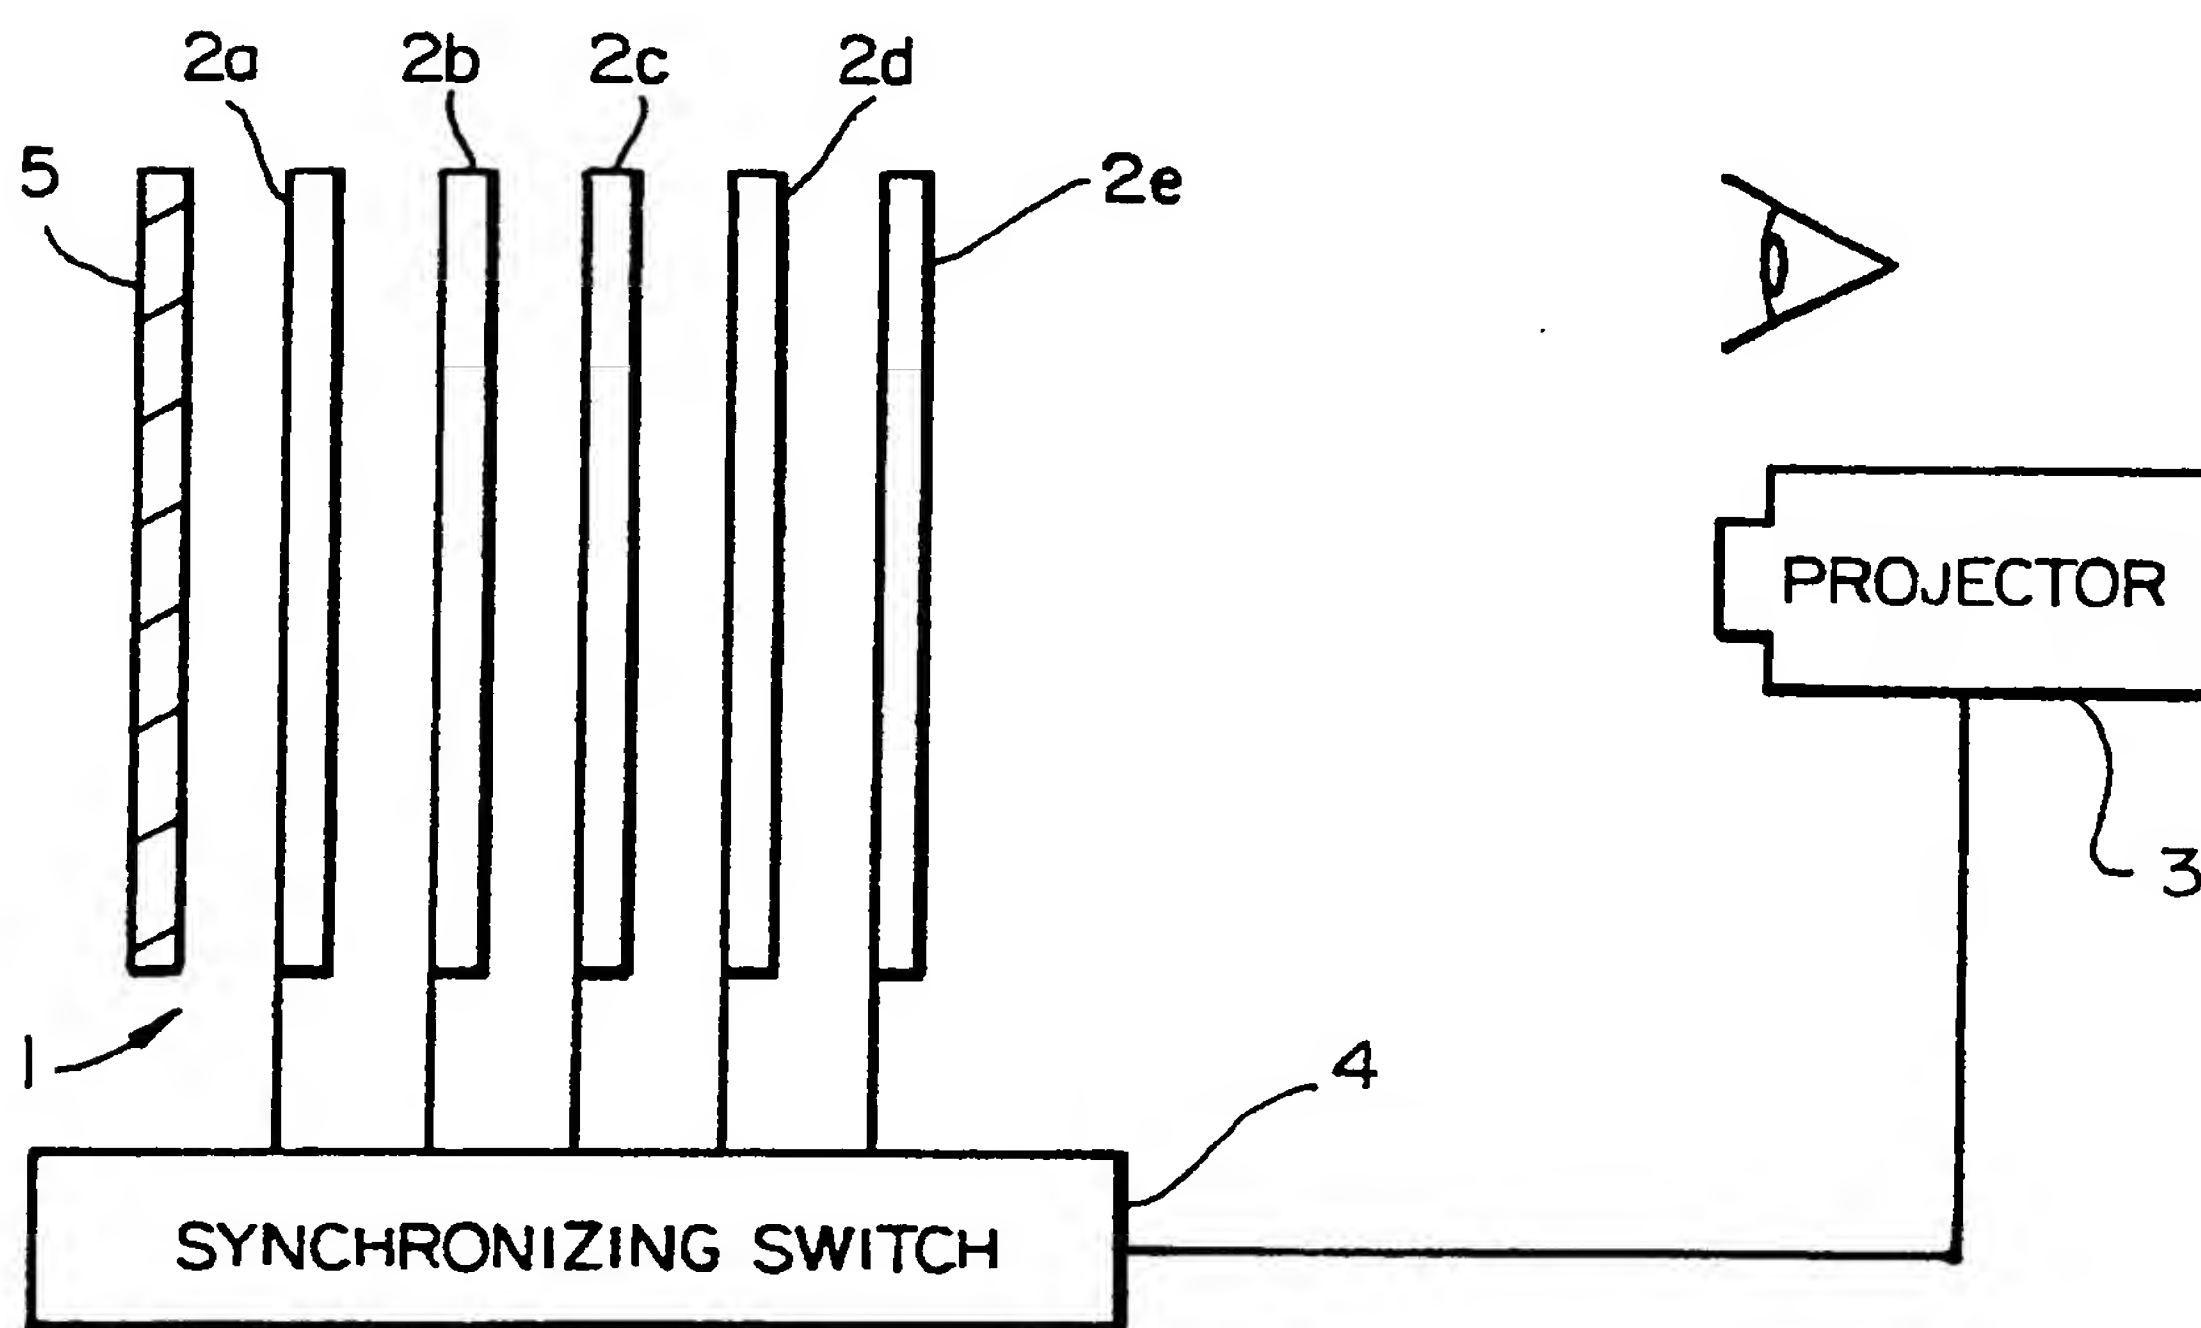 2a 2b 2c 2d
5 2e
PROJECTOR
3
1
4
SYNCHRONIZING SWITCH